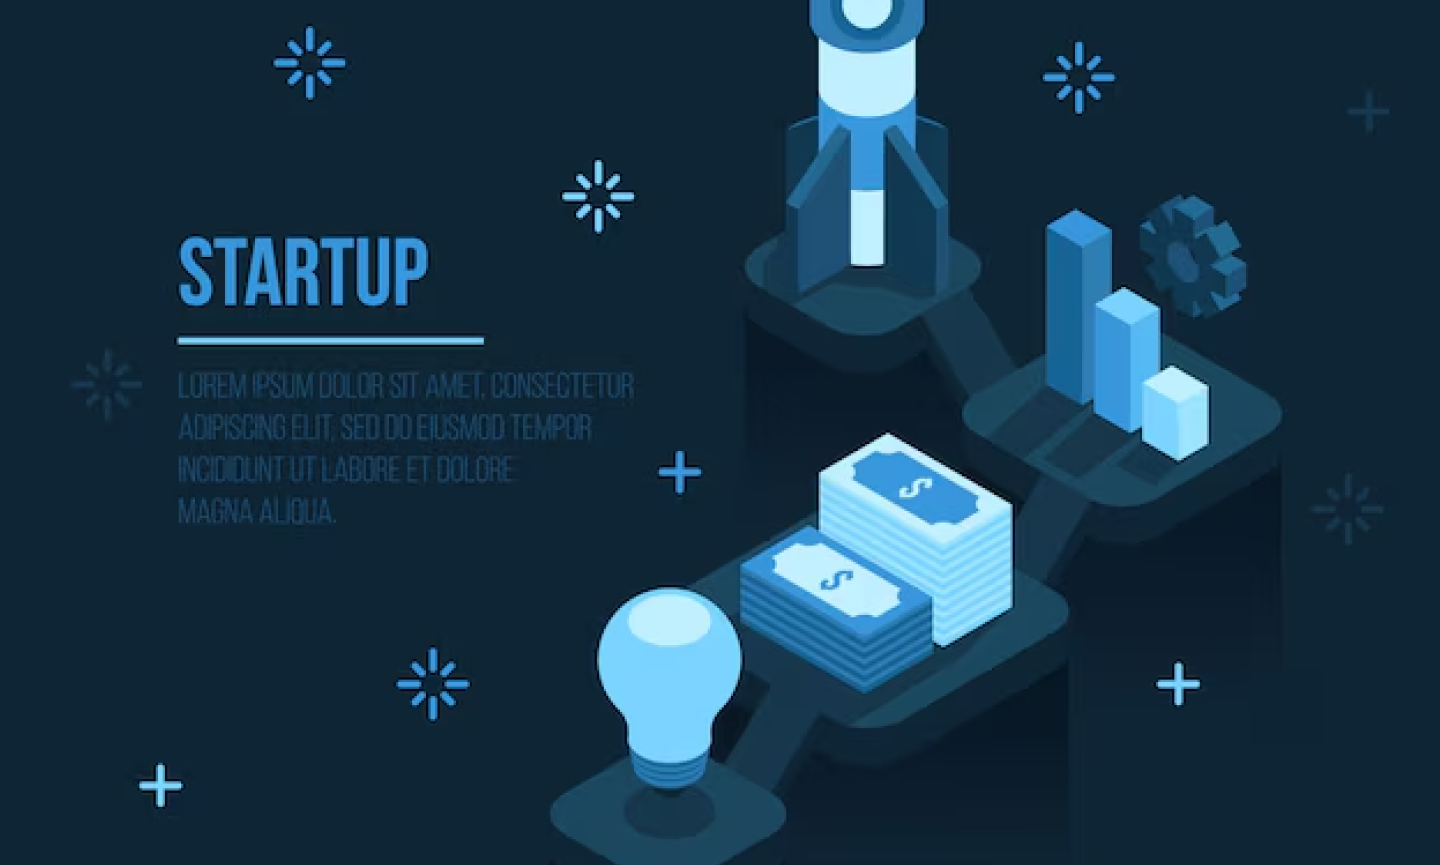 STARTUP
LOREM IPSUM DOLOR SIT AMET, CONSECTETUR
ADIPISCING ELIT, SED DO EIUSMOD TEMPOR
INCIDIDUNT UT LABORE ET DOLORE
MAGNA ALIQUA.
$
$